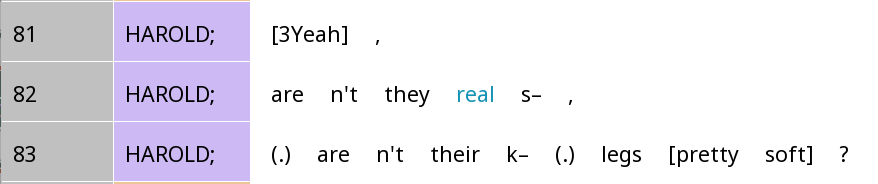 81 HAROLD; [3Yeah] ,
82 HAROLD; are n't they real s– ,
83 HAROLD; (.) are n't their k– (.) legs [pretty soft] ?